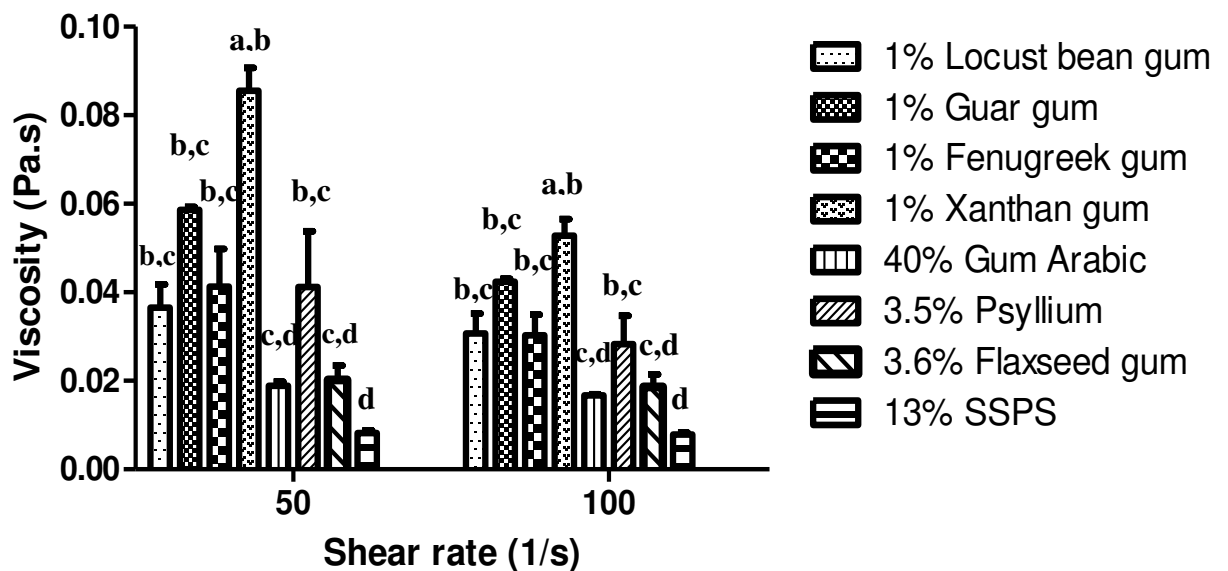 Viscosity (Pa.s)
0.10
0.08
0.06
0.04
0.02
0.00
b,c
b,c
b,c
a,b
c,d
b,c
c,d
d
b,c
b,c
b,c
a,b
c,d
b,c
c,d
d
50
100
Shear rate (1/s)
1% Locust bean gum
1% Guar gum
1% Fenugreek gum
1% Xanthan gum
40% Gum Arabic
3.5% Psyllium
3.6% Flaxseed gum
13% SSPS